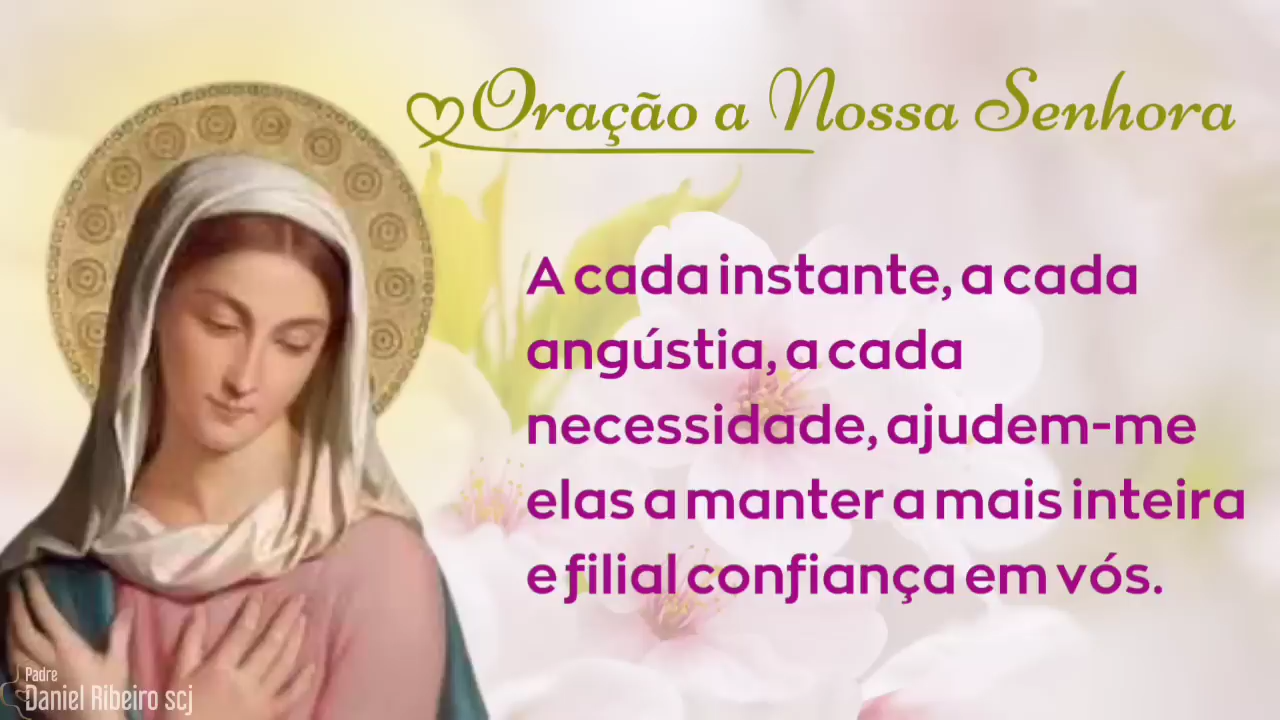 Oração a Nossa Senhora
A cada instante, a cada
angústia, a cada
necessidade, ajudem-me
elas a manter a mais inteira
e filial confiança em vós.
Padre
Daniel Ribeiro scj